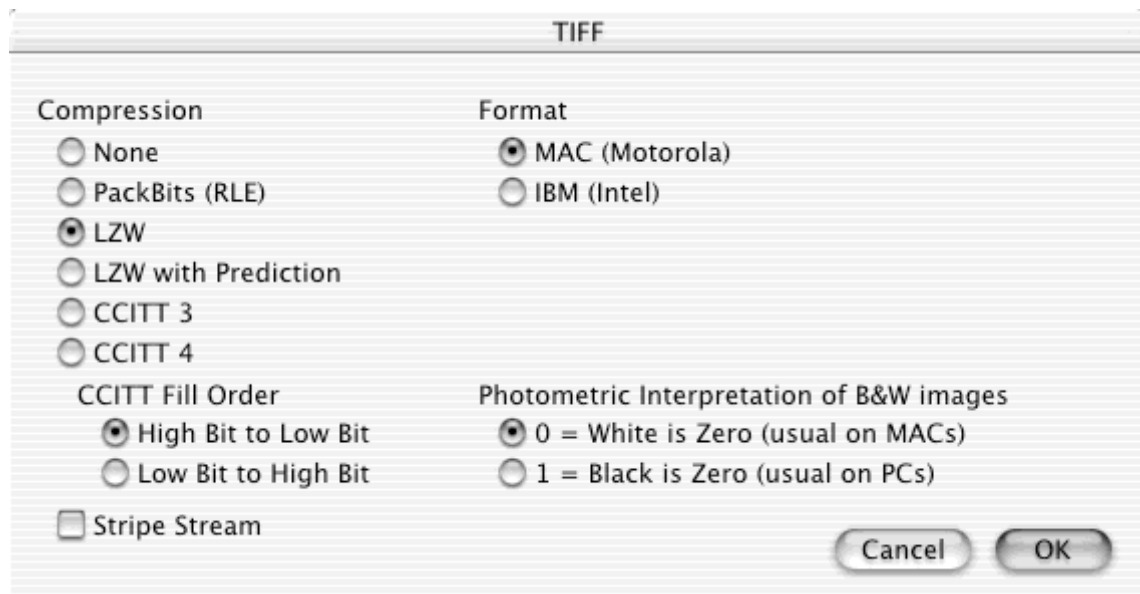 TIFF
Compression
None
PackBits (RLE)
LZW
LZW with Prediction
CCITT 3
CCITT 4
CCITT Fill Order
High Bit to Low Bit
Low Bit to High Bit
Stripe Stream
Format
MAC (Motorola)
IBM (Intel)
Photometric Interpretation of B&W images
0 = White is Zero (usual on MACs)
1 = Black is Zero (usual on PCs)
Cancel
OK